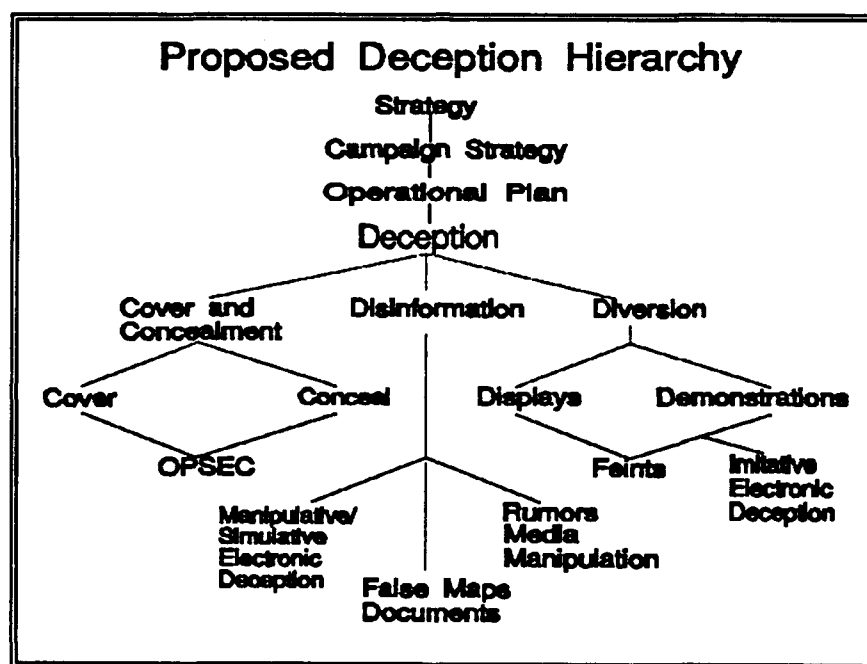 Proposed Deception Hierarchy
Strategy
Campaign Strategy
Operational Plan
Deception
Cover and
Concealment
Disinformation
Diversion
Cover
Conceal
Displays
Demonstrations
OPSEC
Feints
Imitative
Electronic
Deception
Manipulative/
Simulative
Electronic
Deception
Rumors
Media
Manipulation
False Maps
Documents